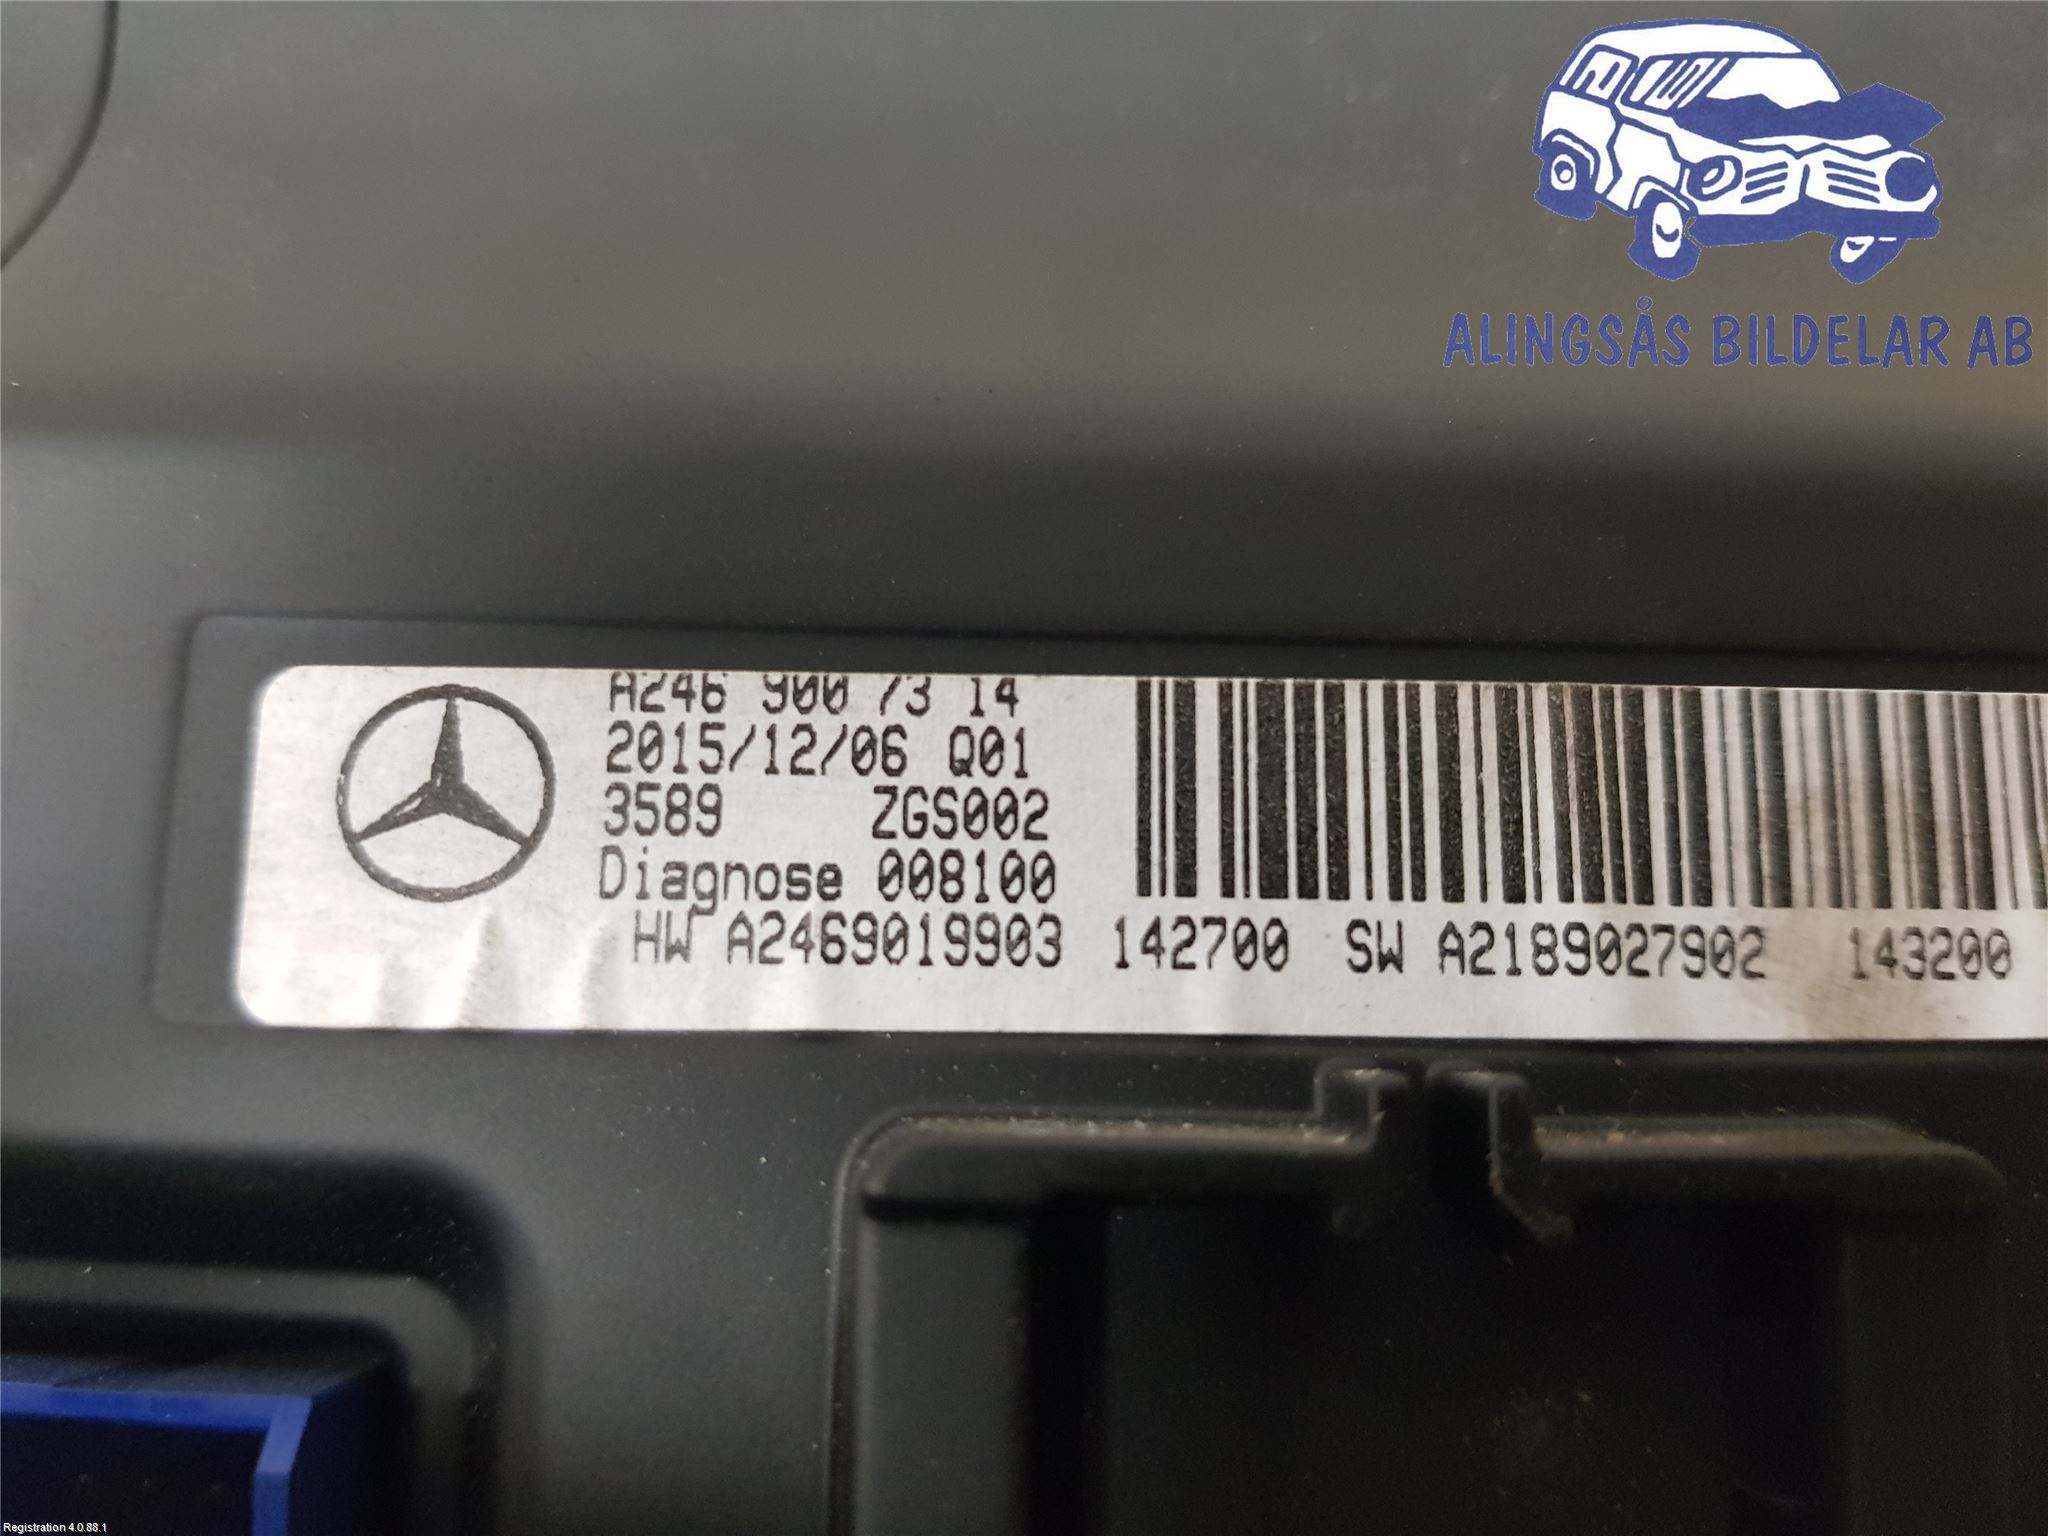 ALINGSÅS BILDELAR AB
A246 900 73 14
2015/12/06 Q01
3589 ZGS002
Diagnose 008100
HW A2469019903 142700 SW A2189027902 143200
Registration 4.0.88.1